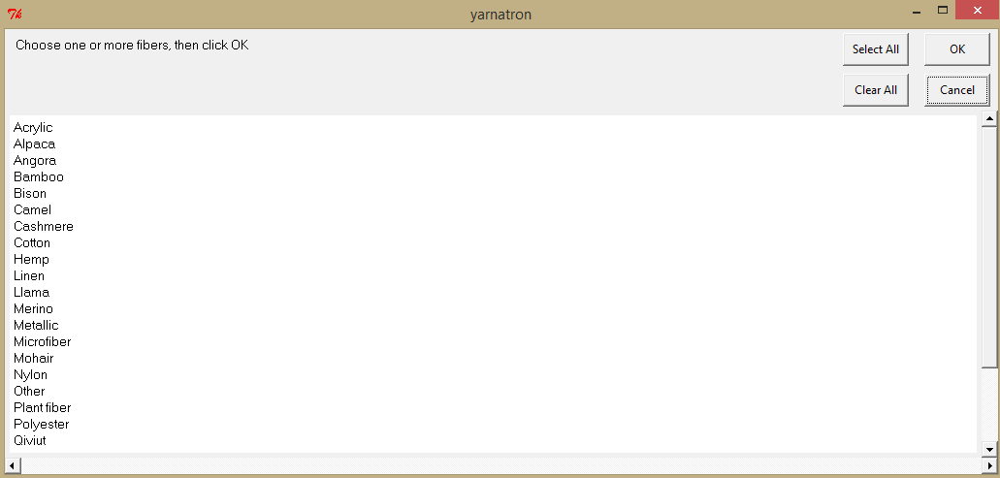 yarnatron
Choose one or more fibers, then click OK
Select All
OK
Clear All
Cancel
Acrylic
Alpaca
Angora
Bamboo
Bison
Camel
Cashmere
Cotton
Hemp
Linen
Llama
Merino
Metallic
Microfiber
Mohair
Nylon
Other
Plant fiber
Polyester
Qiviut